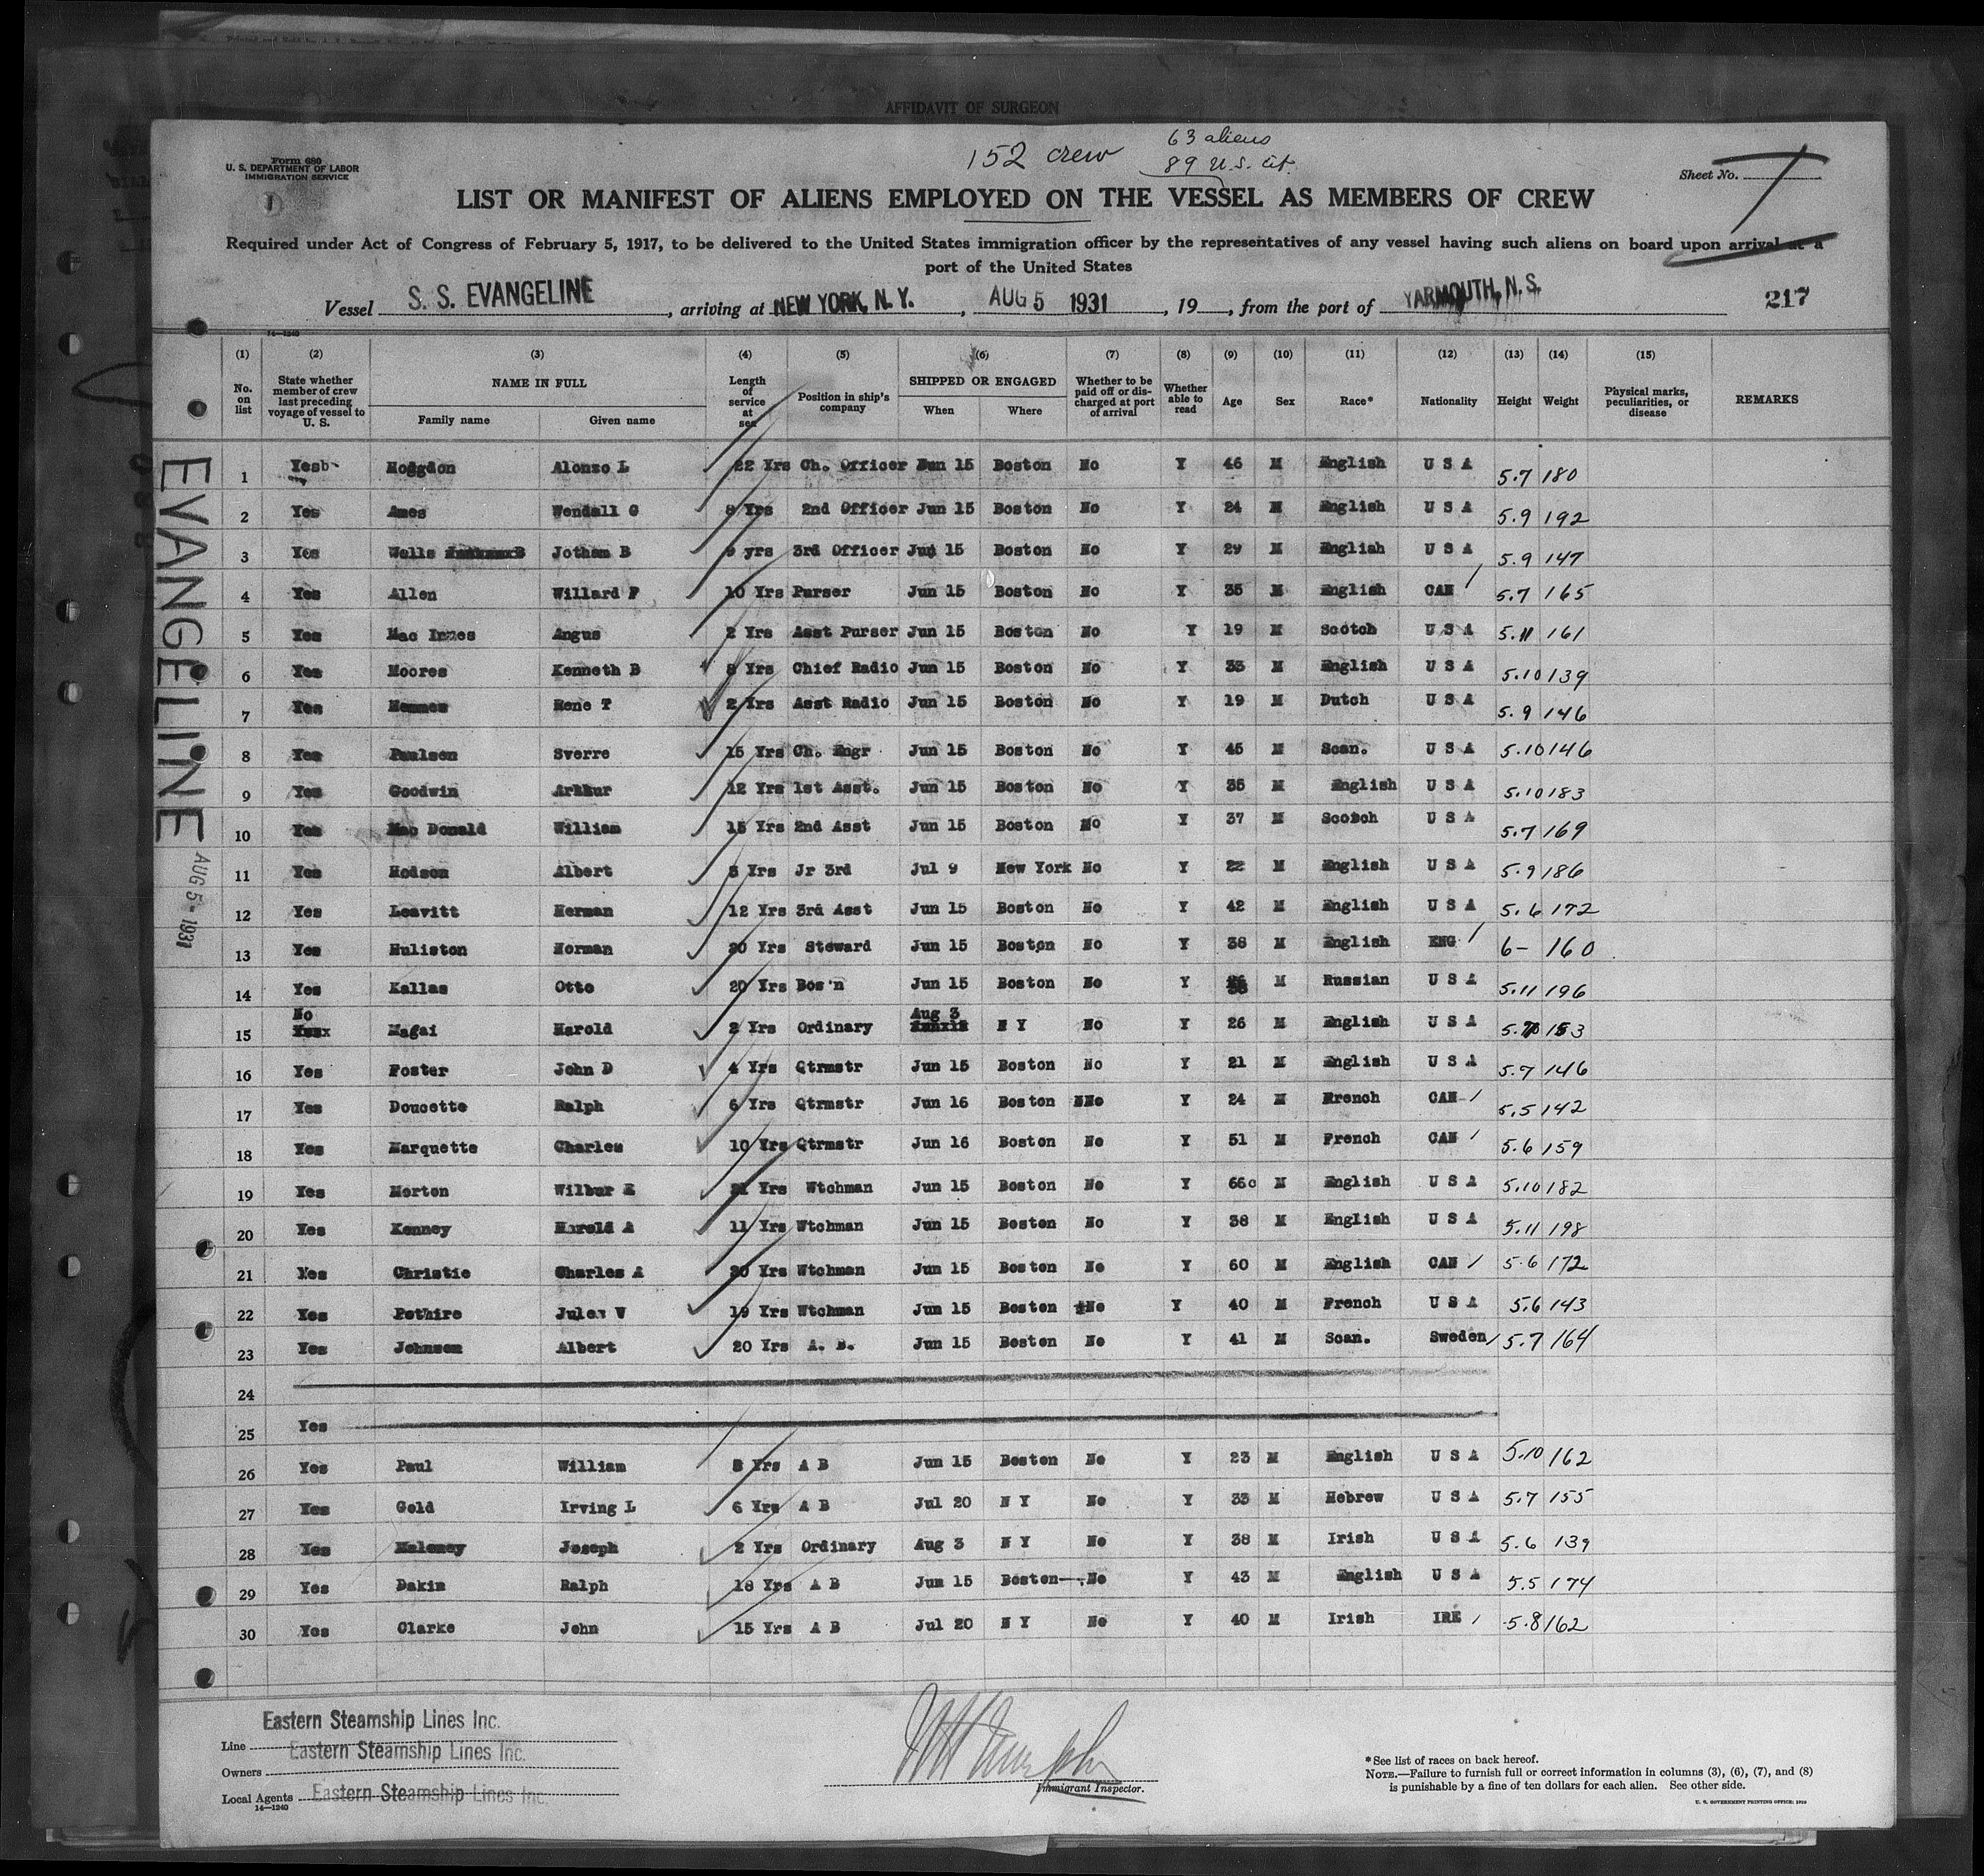 AFFIDAVIT OF SURGEON
152 crew
63 aliens
89 U.S. cit.
Form 680
U. S. DEPARTMENT OF LABOR
IMMIGRATION SERVICE
Sheet No. 1
LIST OR MANIFEST OF ALIENS EMPLOYED ON THE VESSEL AS MEMBERS OF CREW
Required under Act of Congress of February 5, 1917, to be delivered to the United States immigration officer by the representatives of any vessel having such aliens on board upon arrival at a
port of the United States
Vessel S. S. EVANGELINE, arriving at NEW YORK, N. Y., AUG 5 1931, 19, from the port of YARMOUTH, N. S. 217
14—1240
(1) (2) (3) (4) (5) (6) (7) (8) (9) (10) (11) (12) (13) (14) (15)
No. on list State whether member of crew last preceding voyage of vessel to U. S. NAME IN FULL Family name Given name Length of service at sea Position in ship's company SHIPPED OR ENGAGED When Where Whether to be paid off or discharged at port of arrival Whether able to read Age Sex Race* Nationality Height Weight Physical marks, peculiarities, or disease REMARKS
1 Yesb Hodgdon Alonzo L 22 Yrs Ch. Officer Jun 15 Boston No Y 46 M English U S A 5.7 180
2 Yes Ames Wendall G 8 Yrs 2nd Officer Jun 15 Boston No Y 24 M English U S A 5.9 192
3 Yes Wells Jotham B 9 yrs 3rd Officer Jun 15 Boston No Y 29 M English U S A 5.9 147
4 Yes Allen Willard F 10 Yrs Purser Jun 15 Boston No Y 35 M English CAN 5.7 165
5 Yes Mac Innes Angus 2 Yrs Asst Purser Jun 15 Boston No Y 19 M Scotch U S A 5.11 161
6 Yes Moores Kenneth B 8 Yrs Chief Radio Jun 15 Boston No Y 33 M English U S A 5.10 139
7 Yes Memmes Rene T 2 Yrs Asst Radio Jun 15 Boston No Y 19 M Dutch U S A 5.9 146
8 Yes Paulsen Sverre 15 Yrs Ch. Engr Jun 15 Boston No Y 45 M Scan. U S A 5.10 146
9 Yes Goodwin Arthur 12 Yrs 1st Asst. Jun 15 Boston No Y 35 M English U S A 5.10 183
10 Yes Mac Donald William 15 Yrs 2nd Asst Jun 15 Boston No Y 37 M Scotch U S A 5.7 169
11 Yes Hodson Albert Yrs Jr 3rd Jul 9 New York No Y 22 M English U S A 5.9 186
12 Yes Leavitt Herman 12 Yrs 3rd Asst Jun 15 Boston No Y 42 M English U S A 5.6 172
13 Yes Huliston Norman 20 Yrs Steward Jun 15 Boston No Y 38 M English ENG 6- 160
14 Yes Kallas Otto 20 Yrs Bos'n Jun 15 Boston No Y M Russian U S A 5.11 196
15 No Magai Harold 2 Yrs Ordinary Aug 3 N Y No Y 26 M English U S A 153
16 Yes Foster John D 4 Yrs Qtrmstr Jun 15 Boston No Y 21 M English U S A 5.7 146
17 Yes Doucette Ralph 6 Yrs Qtrmstr Jun 16 Boston No Y 24 M French CAN 5.5 142
18 Yes Marquette Charles 10 Yrs Qtrmstr Jun 16 Boston No Y 51 M French CAN 5.6 159
19 Yes Morton Wilbur E Yrs Wtchman Jun 15 Boston No Y 66 M English U S A 5.10 182
20 Yes Kenney Harold A 11 Yrs Wtchman Jun 15 Boston No Y 38 M English U S A 5.11 198
21 Yes Christie Charles A 20 Yrs Wtchman Jun 15 Boston No Y 60 M English CAN 5.6 172
22 Yes Pothire Jules V 19 Yrs Wtchman Jun 15 Boston No Y 40 M French U S A 5.6 143
23 Yes Johnson Albert 20 Yrs A. B. Jun 15 Boston No Y 41 M Scan. Sweden 5.7 164
24
25 Yes
26 Yes Paul William Yrs A B Jun 15 Boston No Y 23 M English U S A 5.10 162
27 Yes Gold Irving L 6 Yrs A B Jul 20 N Y No Y 33 M Hebrew U S A 5.7 155
28 Yes Maloney Joseph 2 Yrs Ordinary Aug 3 N Y No Y 38 M Irish U S A 5.6 139
29 Yes Dakin Ralph 18 Yrs A B Jun 15 Boston No Y 43 M English U S A 5.5 174
30 Yes Clarke John 15 Yrs A B Jul 20 N Y No Y 40 M Irish IRE 5.8 162
EVANGELINE
AUG 5 - 1931
Line Eastern Steamship Lines Inc.
Owners Eastern Steamship Lines Inc.
Local Agents Eastern Steamship Lines Inc.
14—1240
Immigrant Inspector.
*See list of races on back hereof.
NOTE.—Failure to furnish full or correct information in columns (3), (6), (7), and (8)
is punishable by a fine of ten dollars for each alien. See other side.